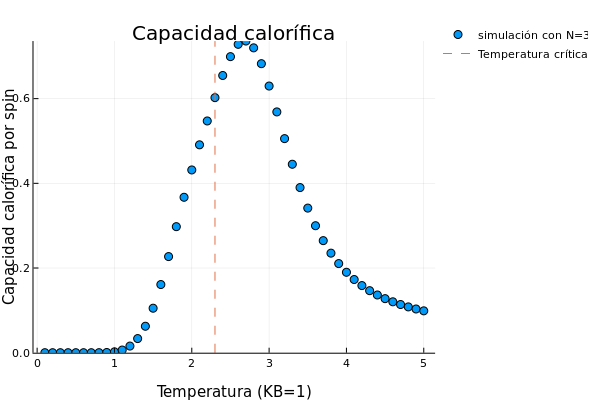 Capacidad calorífica
simulación con N=3
Temperatura crítica
Capacidad calorífica por spin
0.6
0.4
0.2
0.0
0 1 2 3 4 5
Temperatura (KB=1)